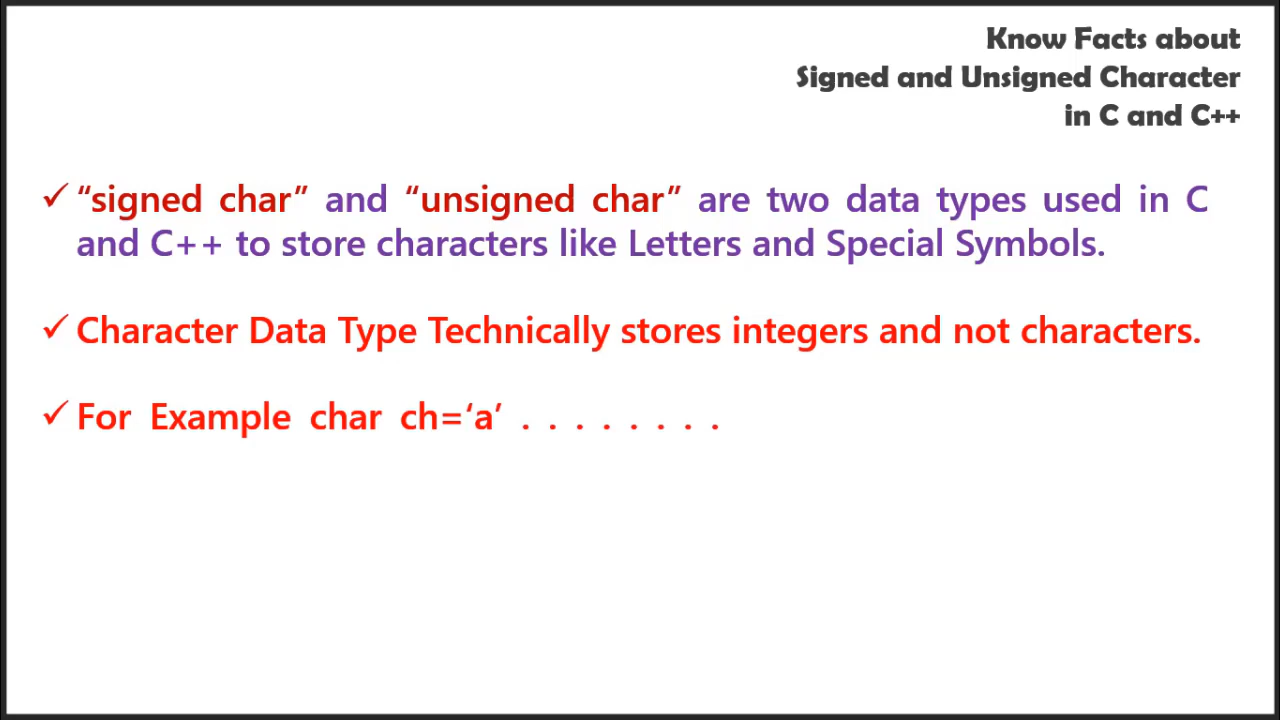 Know Facts about
Signed and Unsigned Character
in C and C++
✓ “signed char” and “unsigned char” are two data types used in C
and C++ to store characters like Letters and Special Symbols.
✓ Character Data Type Technically stores integers and not characters.
✓ For Example char ch=‘a’ . . . . . . . .